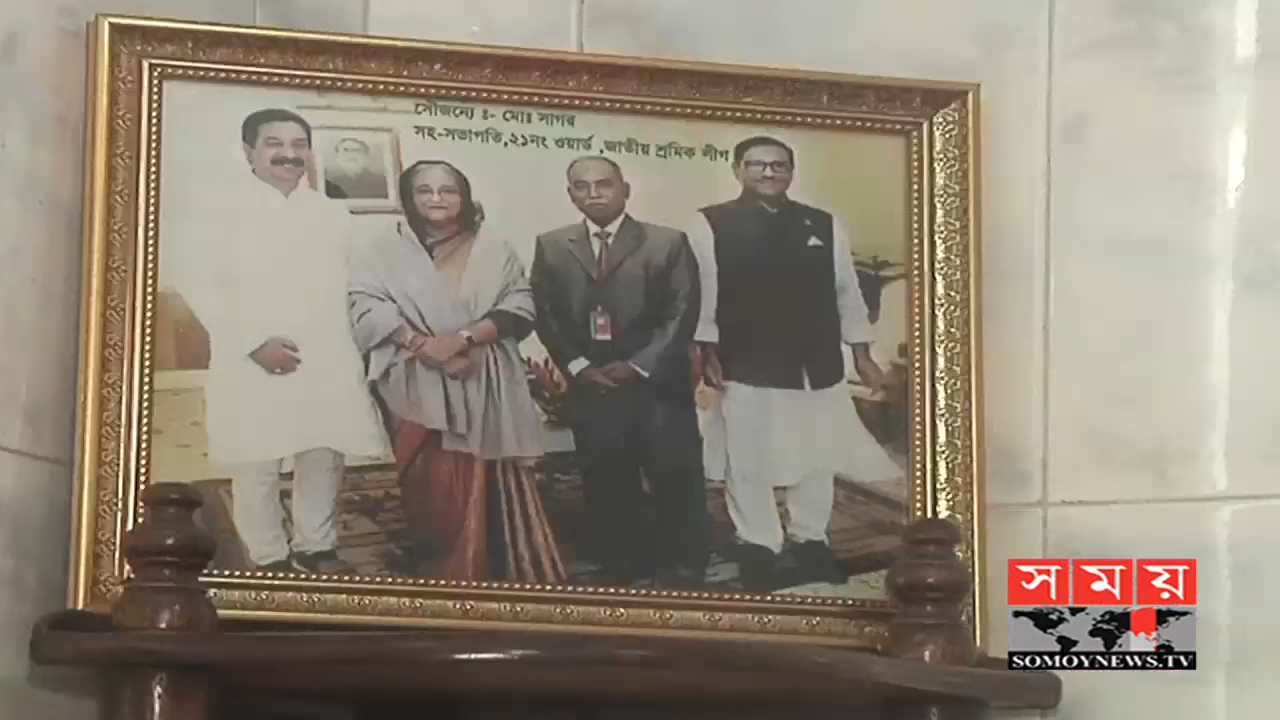 সৌজন্যে ঃ- মোঃ সাগর
সহ-সভাপতি,২১নং ওয়ার্ড ,জাতীয় শ্রমিক লীগ
সময়
SOMOYNEWS.TV